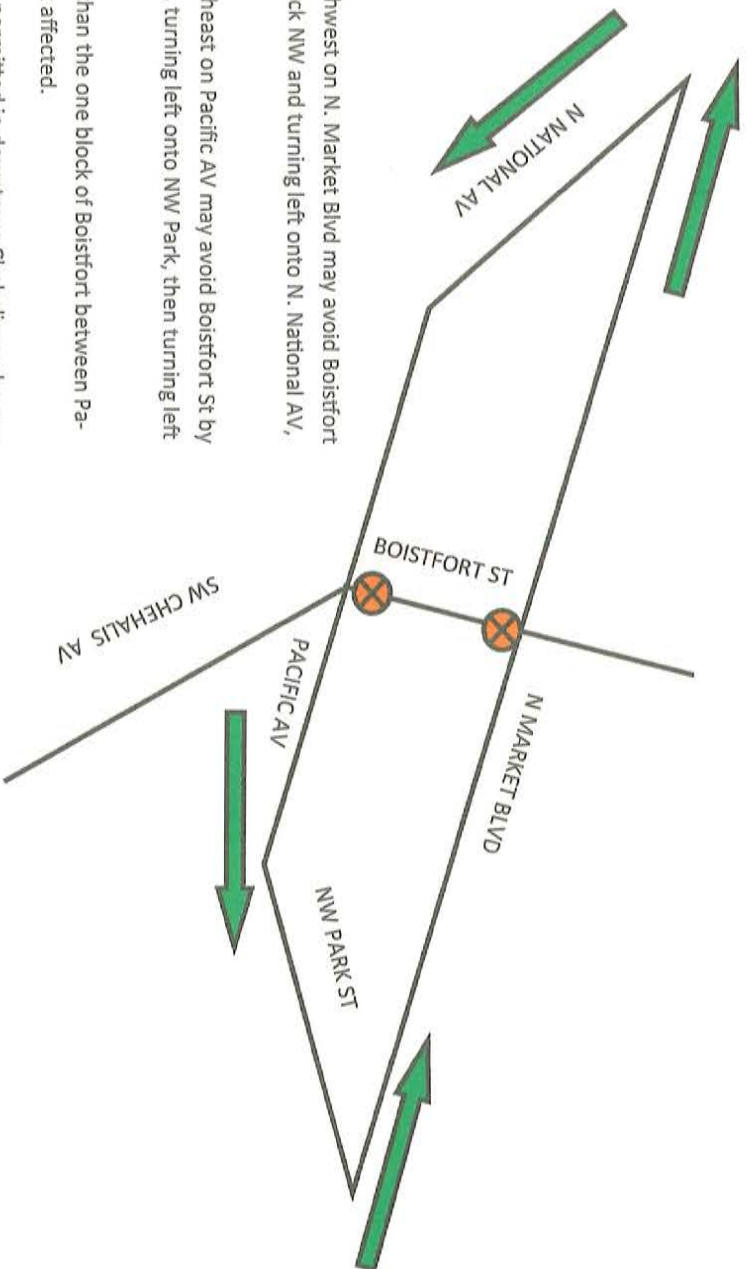 hwest on N. Market Blvd may avoid Boistfort
ck NW and turning left onto N. National AV,
heast on Pacific AV may avoid Boistfort St by
turning left onto NW Park, then turning left
han the one block of Boistfort between Pa-
affected.
N NATIONAL AV
BOISTFORT ST
SW CHEHALIS AV
PACIFIC AV
N MARKET BLVD
NW PARK ST